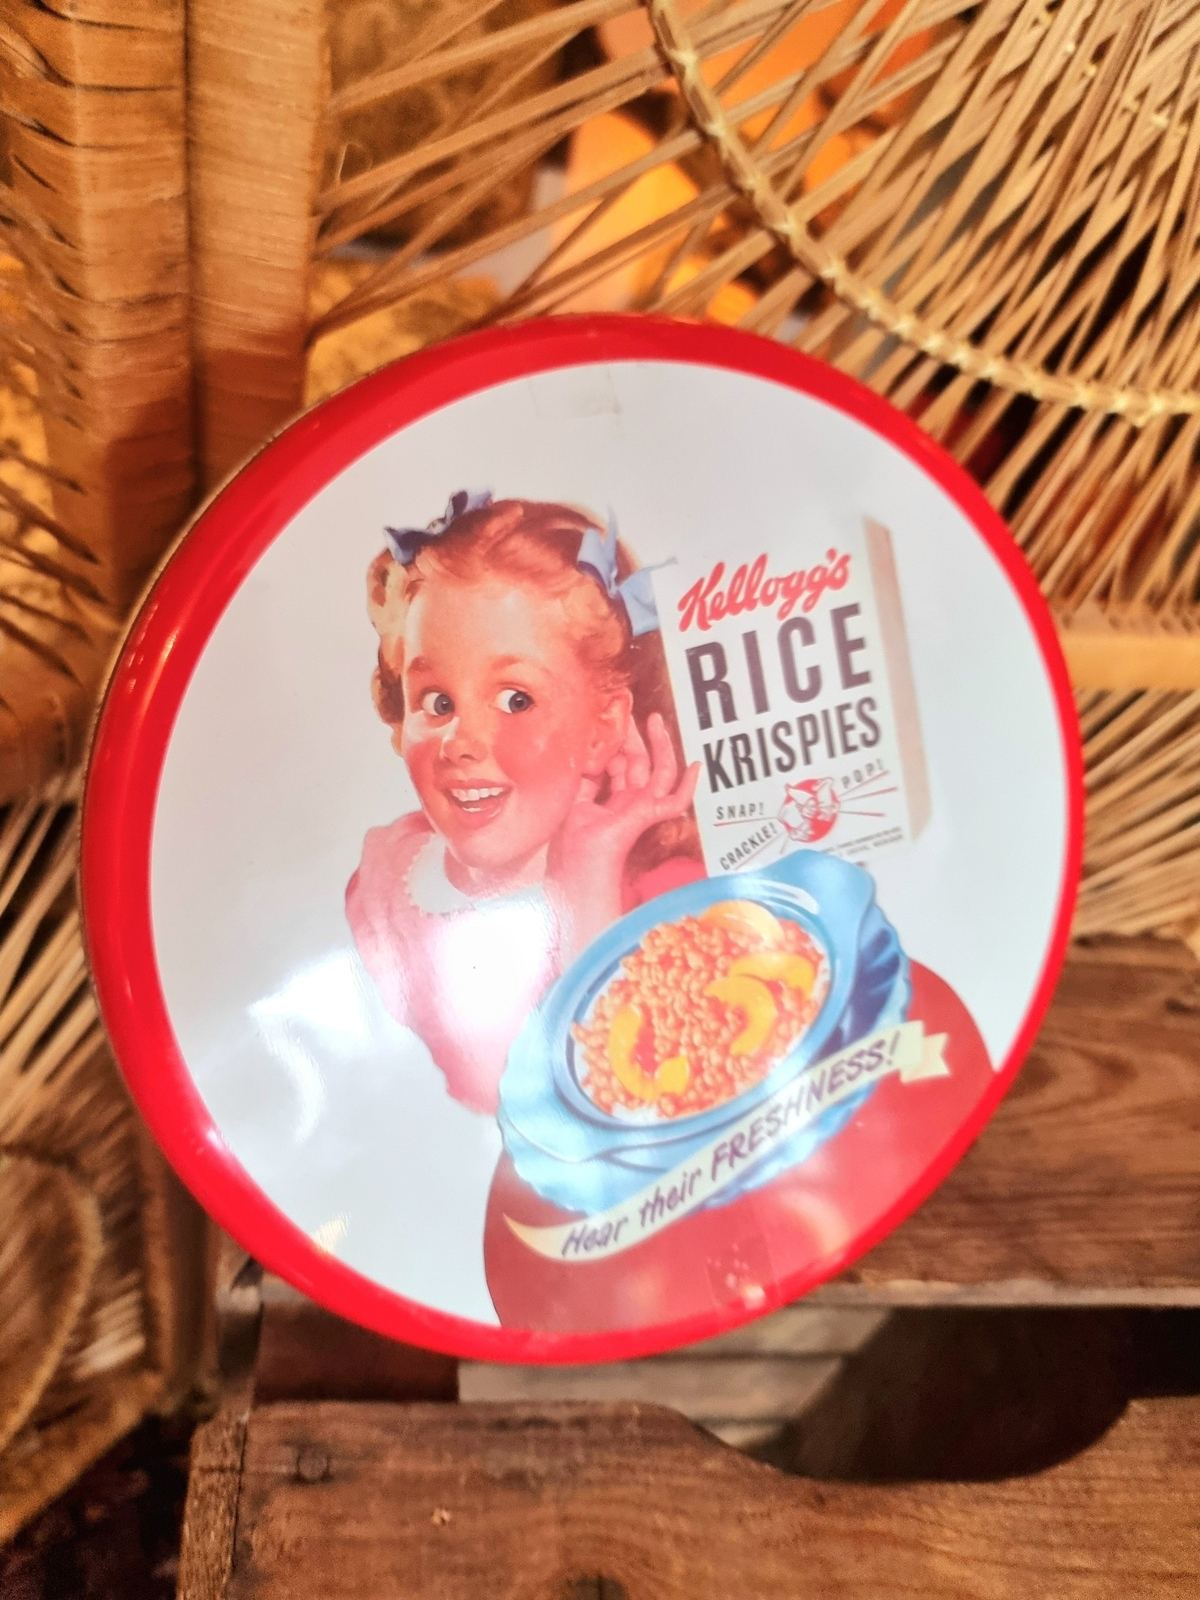 Kellogg's
RICE
KRISPIES
SNAP!
CRACKLE!
POP!
Hear their FRESHNESS!